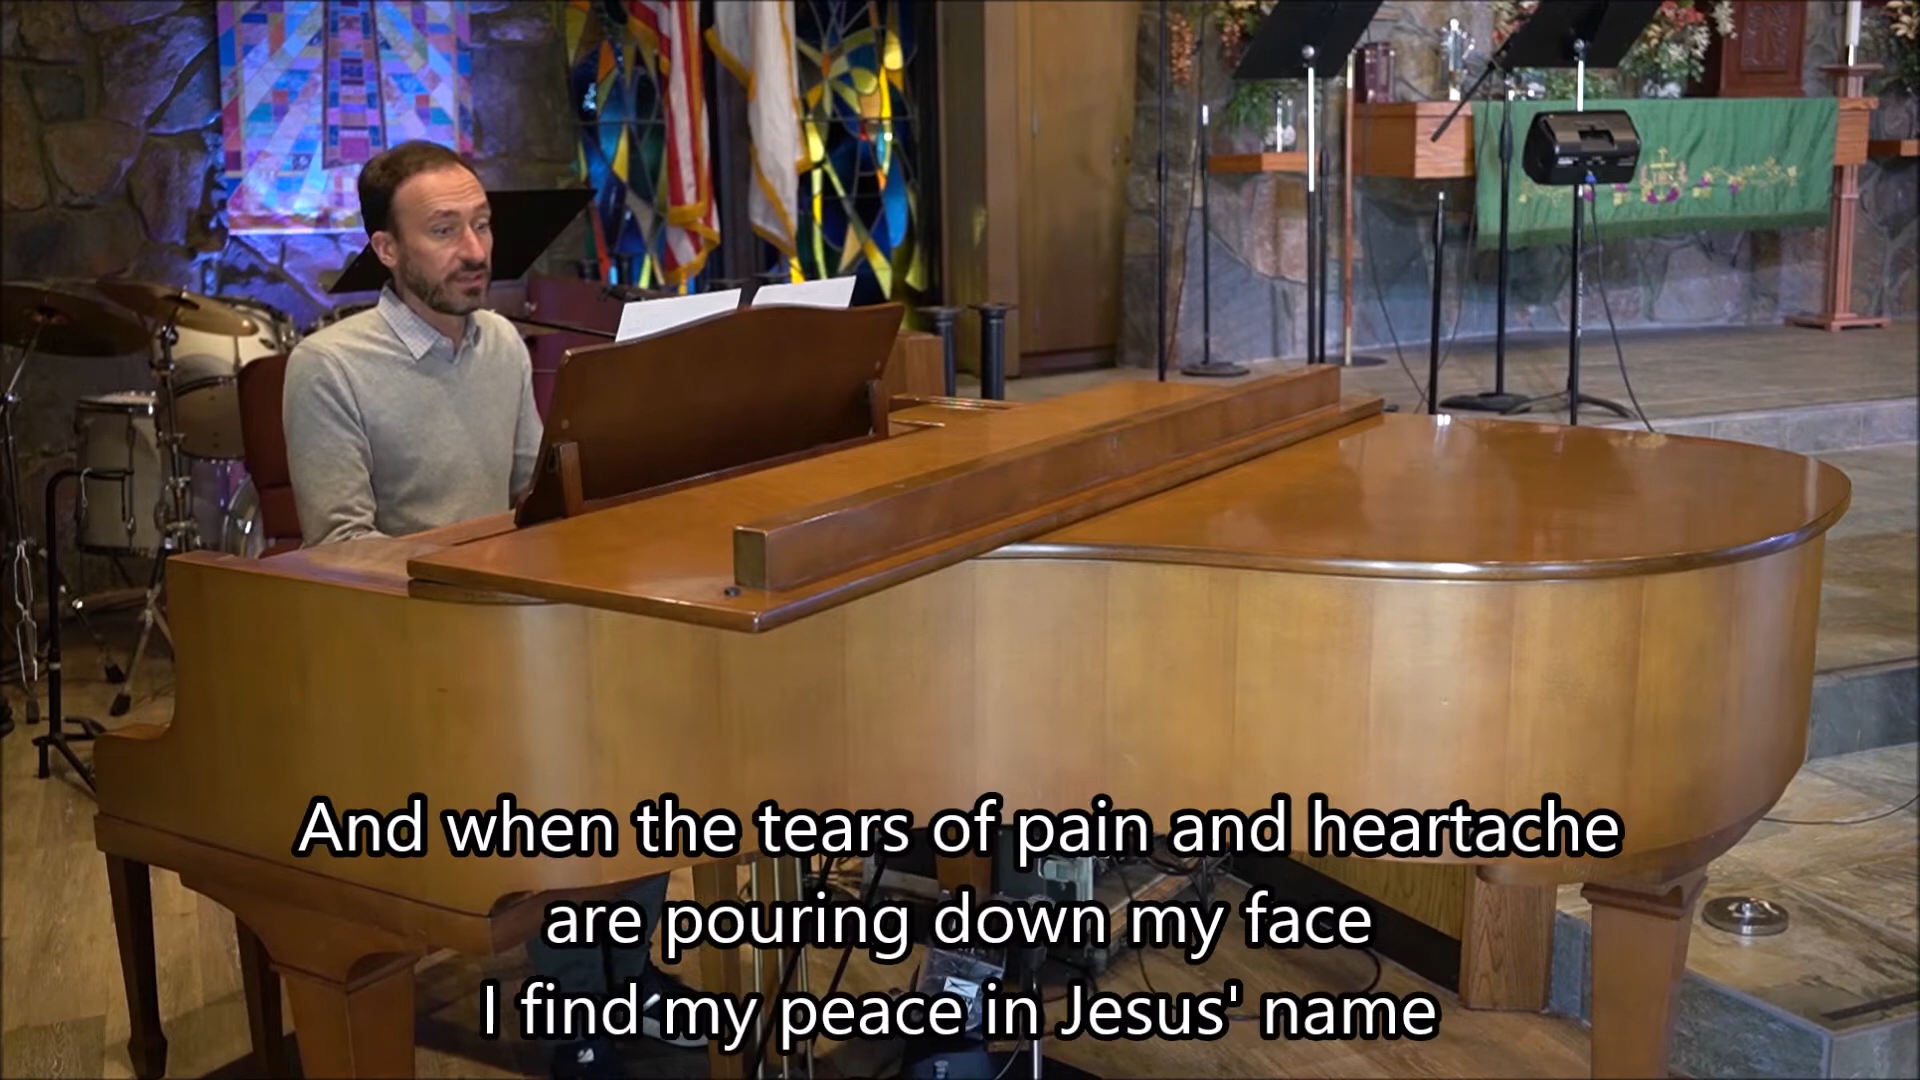 And when the tears of pain and heartache
are pouring down my face
I find my peace in Jesus' name